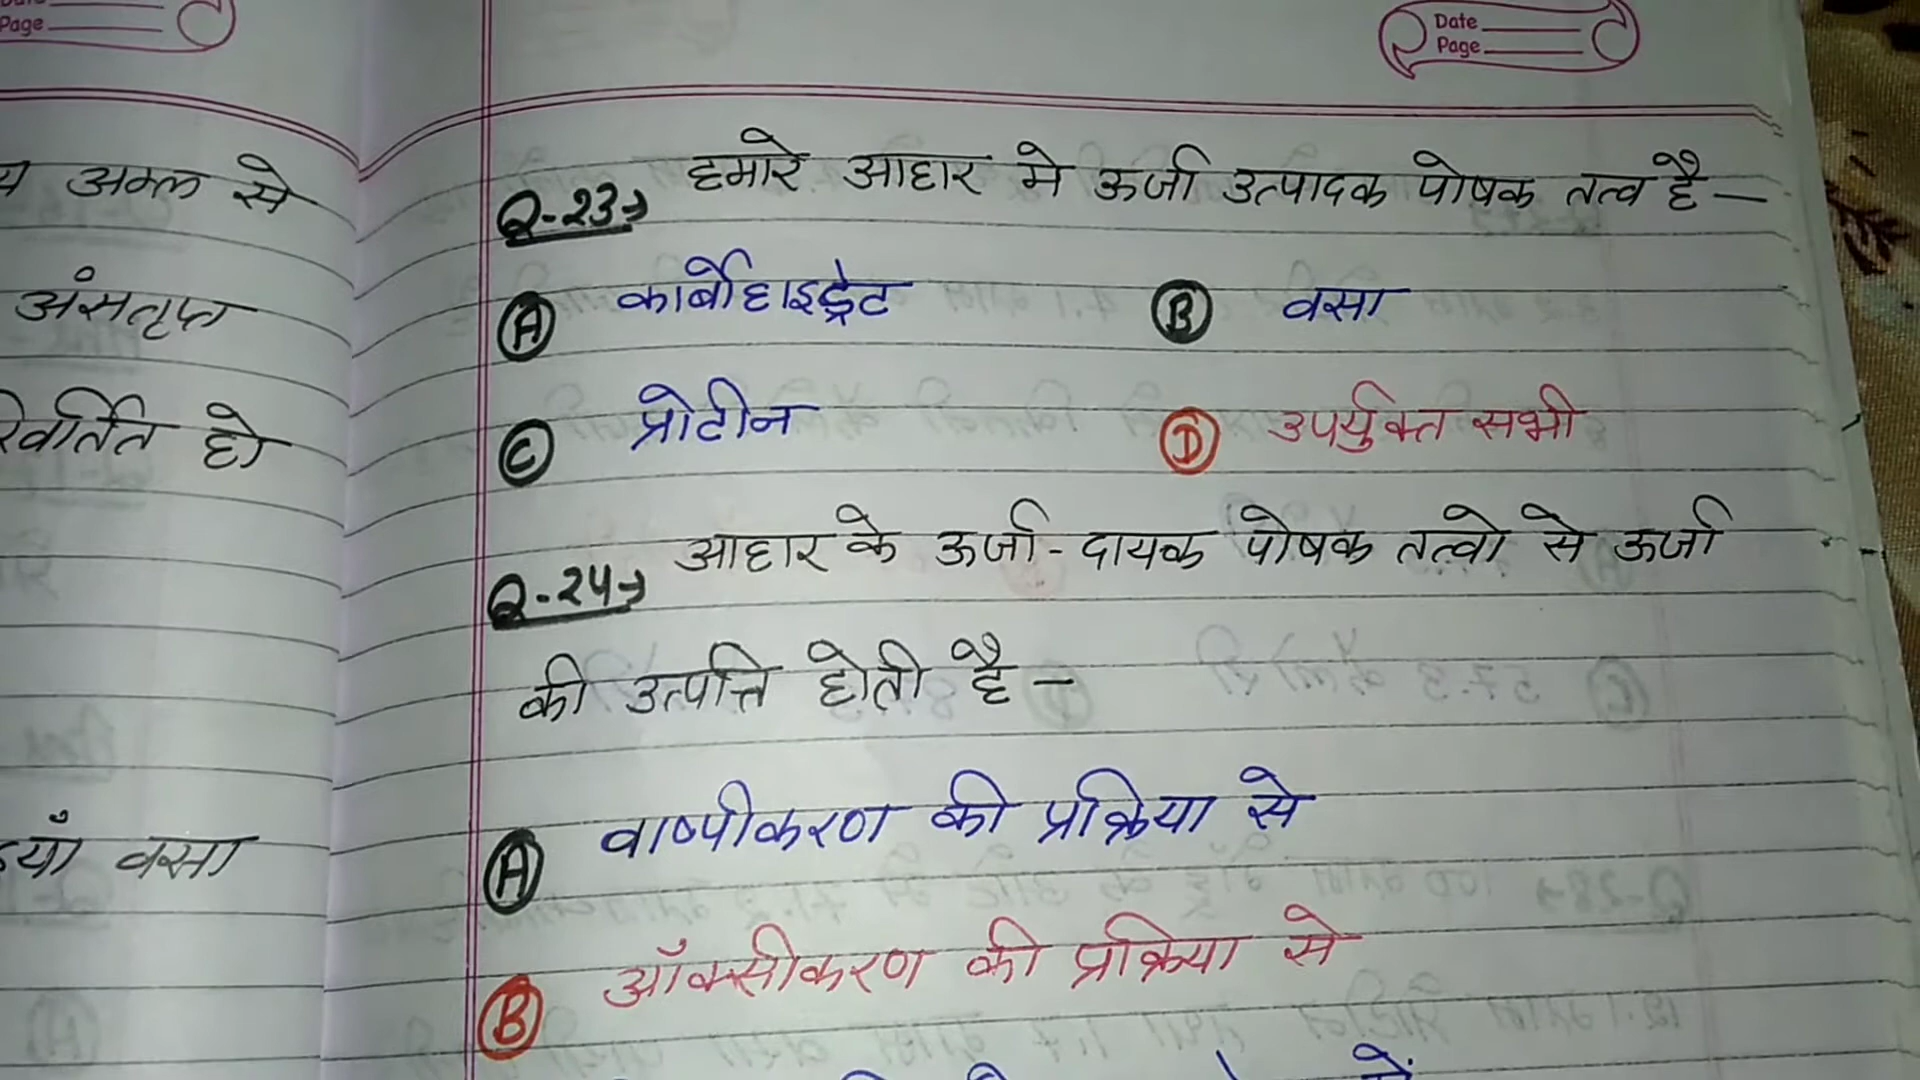 Page
Date
Page
य अम्ल से
अंसतृप्त
रिवर्तित हो
याँ वसा
Q-23→ हमारे आहार मे ऊर्जा उत्पादक पोषक तत्व है —
(A) कार्बोहाइड्रेट (B) वसा
(C) प्रोटीन (D) उपर्युक्त सभी
Q-24→ आहार के ऊर्जा-दायक पोषक तत्वो से ऊर्जा
की उत्पत्ति होती है —
(A) वाष्पीकरण की प्रक्रिया से
(B) ऑक्सीकरण की प्रक्रिया से